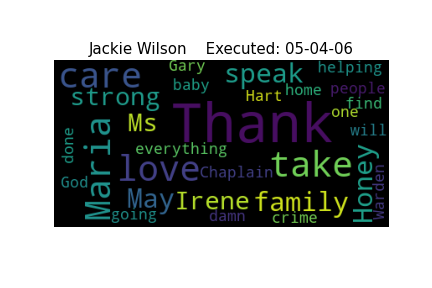 Jackie Wilson    Executed: 05-04-06
Gary
helping
care
speak
baby
home
people
strong
Hart
find
Thank
one
Ms
will
done
Maria
everything
love
Chaplain
take
God
Honey
Warden
May
Irene
family
going
damn
crime